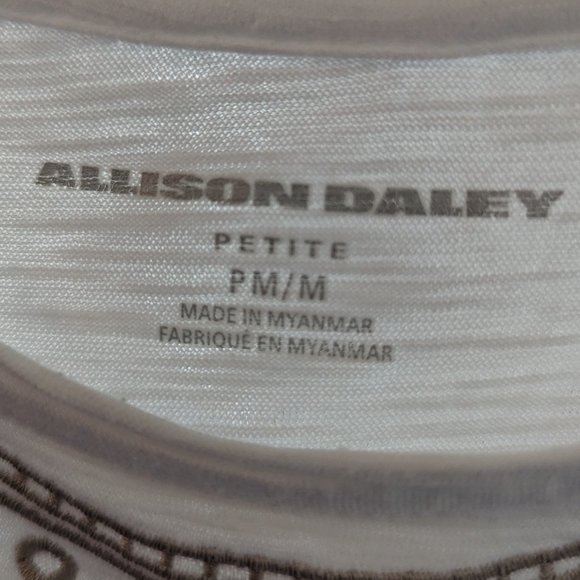 ALLISON DALEY
PETITE
PM/M
MADE IN MYANMAR
FABRIQUÉ EN MYANMAR